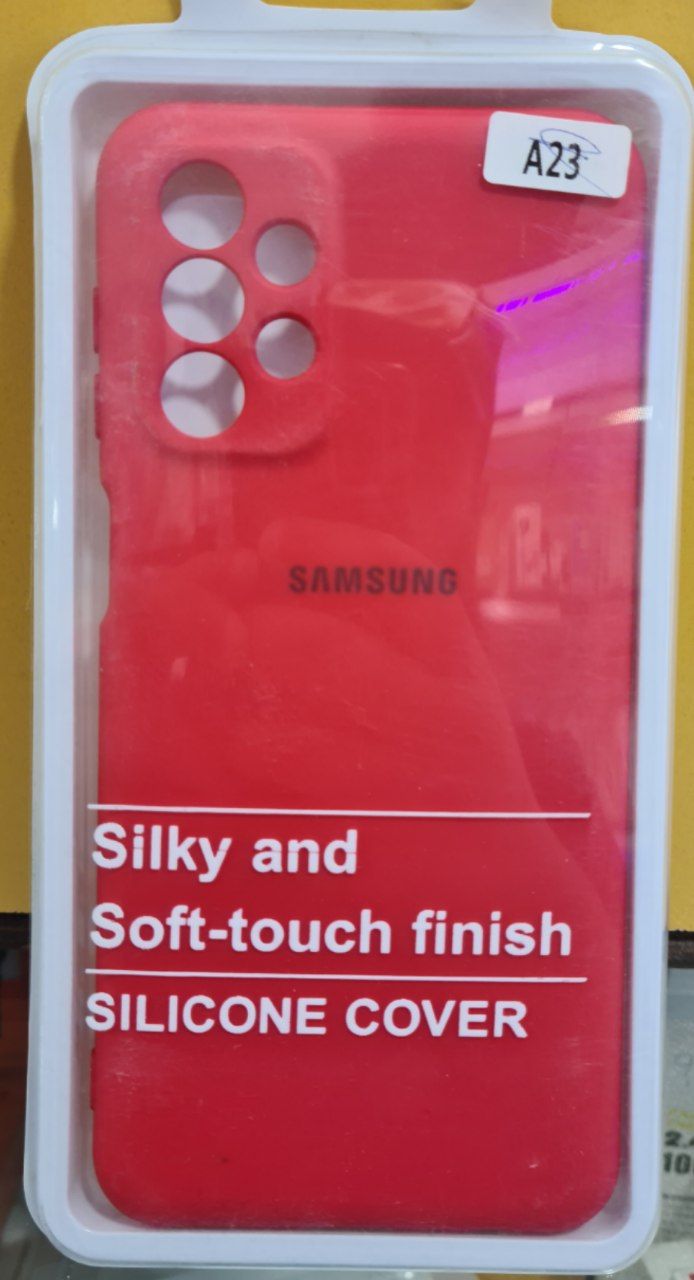 A23
SAMSUNG
Silky and
Soft-touch finish
SILICONE COVER